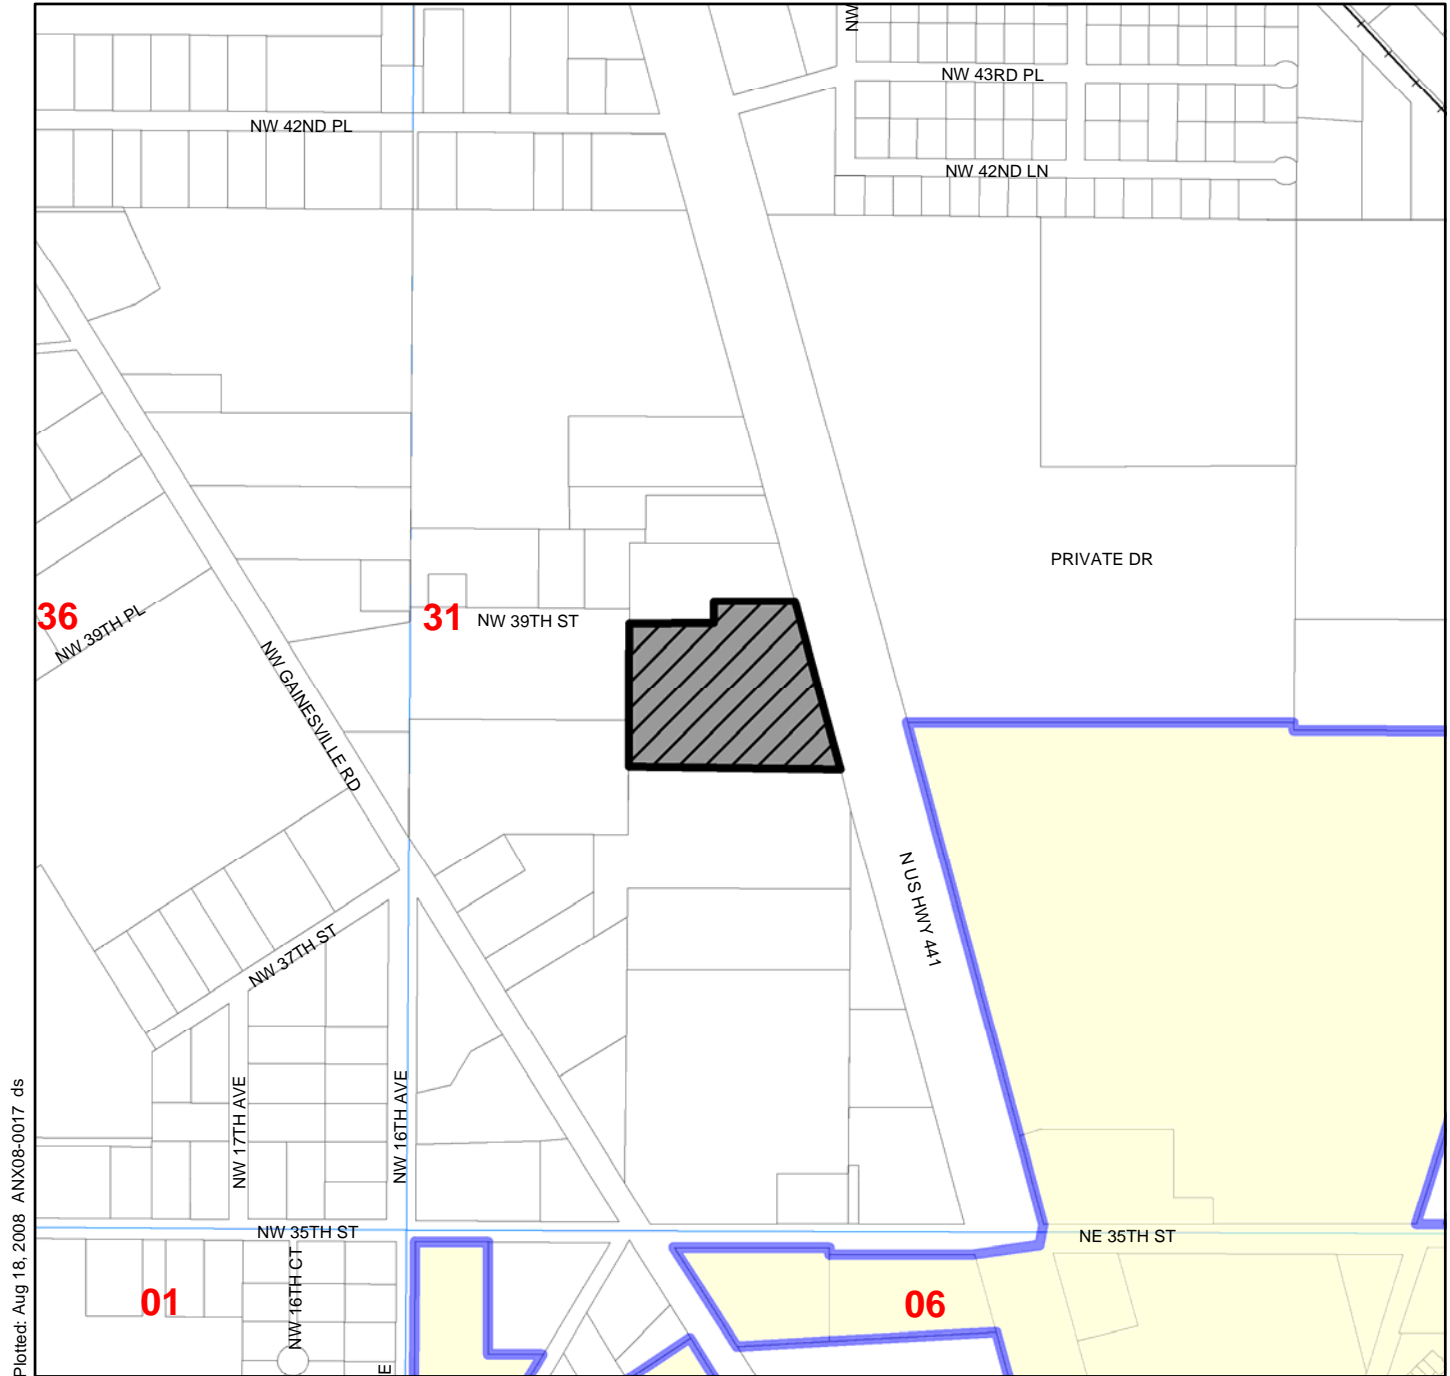 NW
NW 43RD PL
NW 42ND PL
NW 42ND LN
PRIVATE DR
36
NW 39TH PL
31
NW 39TH ST
NW GAINESVILLE RD
N US HWY 441
NW 37TH ST
NW 17TH AVE
NW 16TH AVE
NW 35TH ST
NE 35TH ST
01
NW 16TH CT
06
E
Plotted: Aug 18, 2008 ANX08-0017 ds